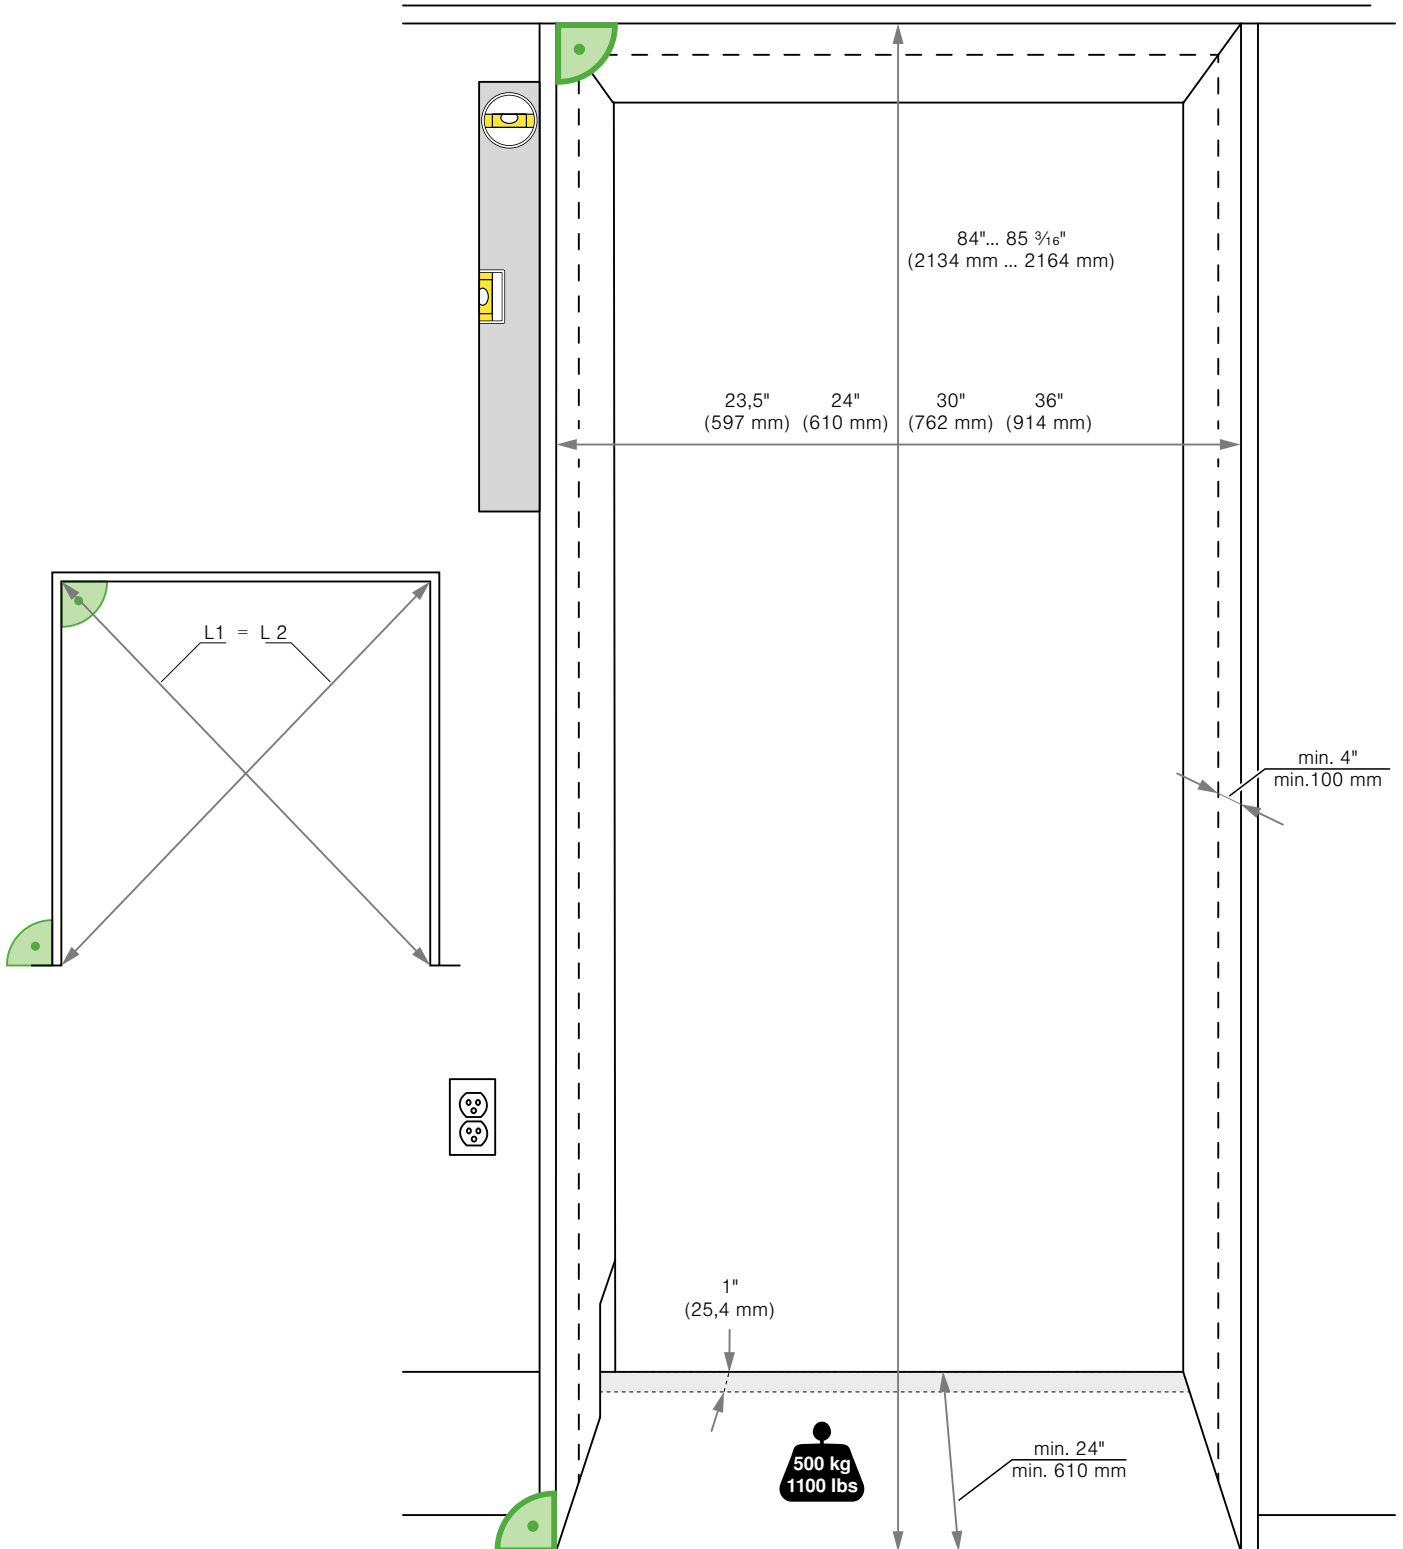 84"... 85 ³⁄₁₆"
(2134 mm ... 2164 mm)
23,5" 24" 30" 36"
(597 mm) (610 mm) (762 mm) (914 mm)
L1 = L 2
min. 4"
min.100 mm
1"
(25,4 mm)
min. 24"
min. 610 mm
500 kg
1100 lbs